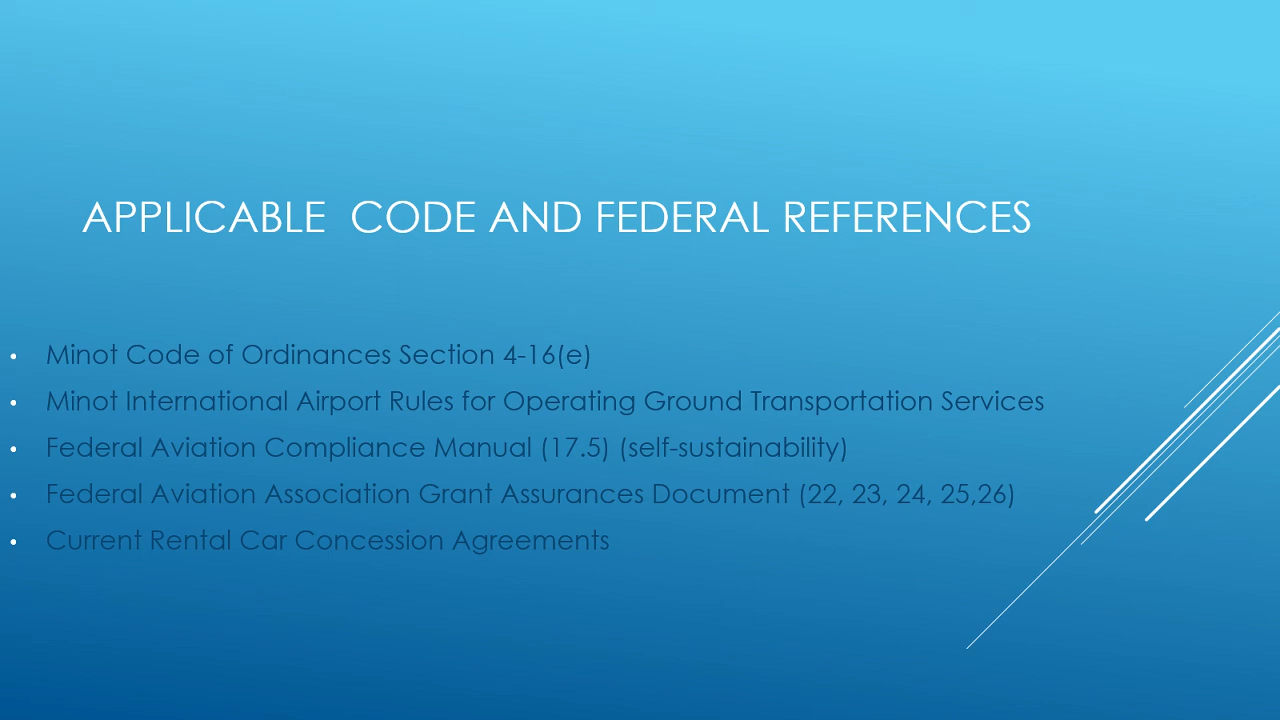 APPLICABLE  CODE AND FEDERAL REFERENCES
• Minot Code of Ordinances Section 4-16(e)
• Minot International Airport Rules for Operating Ground Transportation Services
• Federal Aviation Compliance Manual (17.5) (self-sustainability)
• Federal Aviation Association Grant Assurances Document (22, 23, 24, 25,26)
• Current Rental Car Concession Agreements